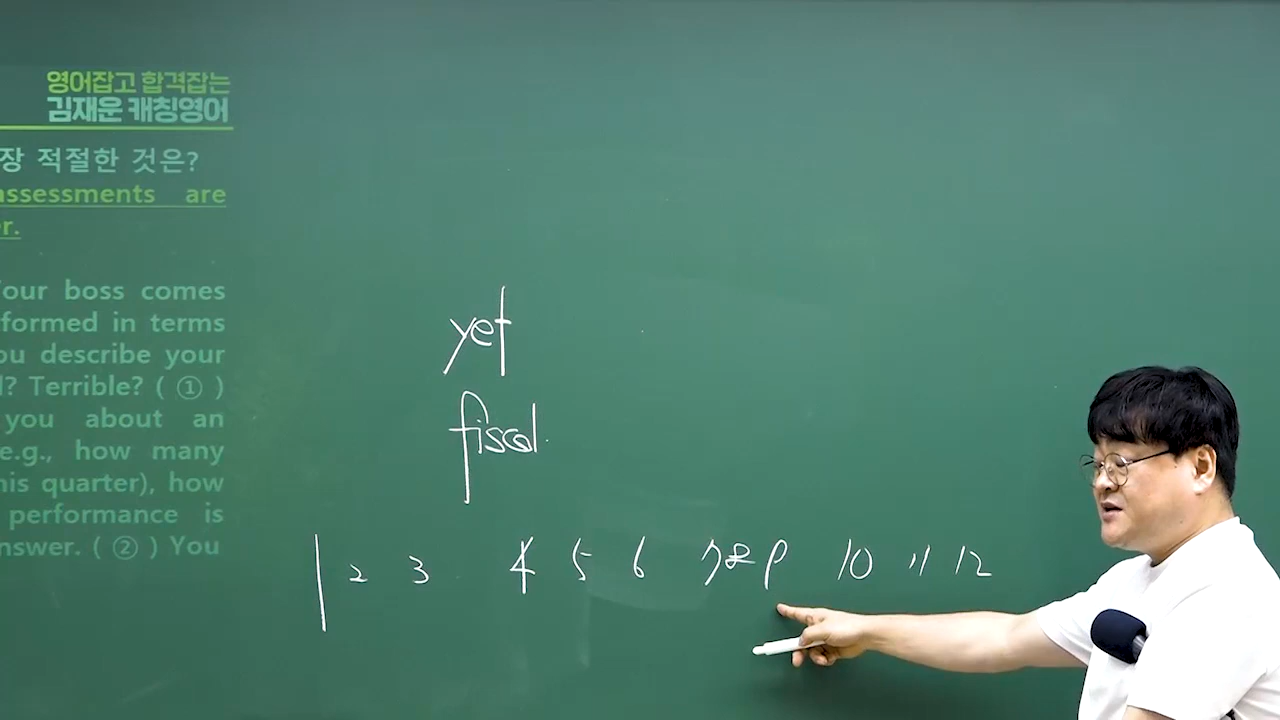 영어잡고 합격잡는
김재운 캐칭영어
장 적절한 것은?
assessments are
r.
our boss comes
formed in terms
ou describe your
? Terrible? ( ① )
you about an
e.g., how many
his quarter), how
performance is
nswer. ( ② ) You
yet
fiscal
1 2 3 4 5 6 7 8 9 10 11 12